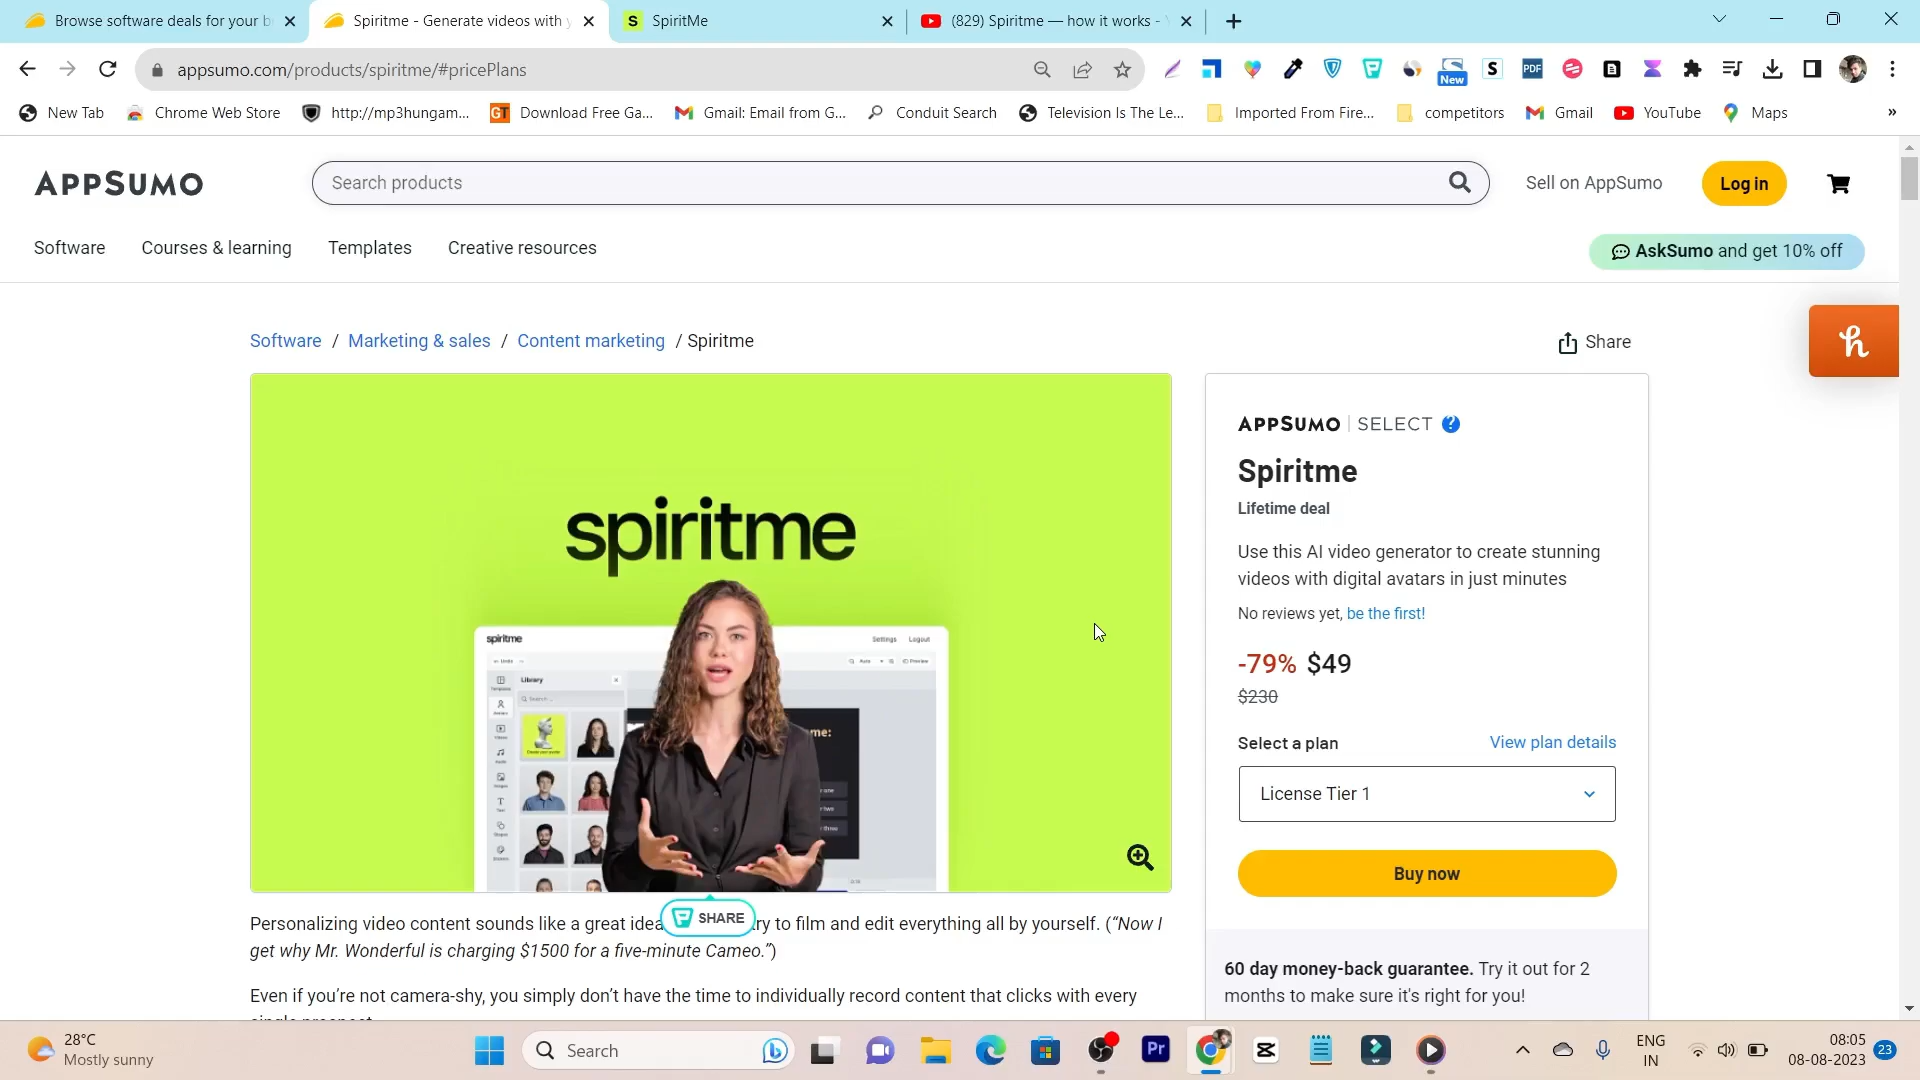 Browse software deals for your b
Spiritme - Generate videos with y
SpiritMe
(829) Spiritme — how it works -
appsumo.com/products/spiritme/#pricePlans
New
PDF
New Tab
Chrome Web Store
http://mp3hungam...
Download Free Ga...
Gmail: Email from G...
Conduit Search
Television Is The Le...
Imported From Fire...
competitors
Gmail
YouTube
Maps
»
APPSUMO
Search products
Sell on AppSumo
Log in
Software
Courses & learning
Templates
Creative resources
AskSumo and get 10% off
Software / Marketing & sales / Content marketing / Spiritme
Share
spiritme
spiritme
Settings
Logout
Undo
Auto
Preview
Library
Search ...
me:
APPSUMO | SELECT ?
Spiritme
Lifetime deal
Use this AI video generator to create stunning
videos with digital avatars in just minutes
No reviews yet, be the first!
-79% $49
$230
Select a plan
View plan details
License Tier 1
Buy now
60 day money-back guarantee. Try it out for 2
months to make sure it's right for you!
SHARE
Personalizing video content sounds like a great idea ry to film and edit everything all by yourself. (“Now I
get why Mr. Wonderful is charging $1500 for a five-minute Cameo.”)
Even if you’re not camera-shy, you simply don’t have the time to individually record content that clicks with every
28°C
Mostly sunny
Search
Pr
ENG
IN
08:05
08-08-2023
23